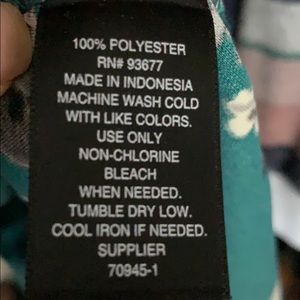 100% POLYESTER
RN# 93677
MADE IN INDONESIA
MACHINE WASH COLD
WITH LIKE COLORS.
USE ONLY
NON-CHLORINE
BLEACH
WHEN NEEDED.
TUMBLE DRY LOW.
COOL IRON IF NEEDED.
SUPPLIER
70945-1